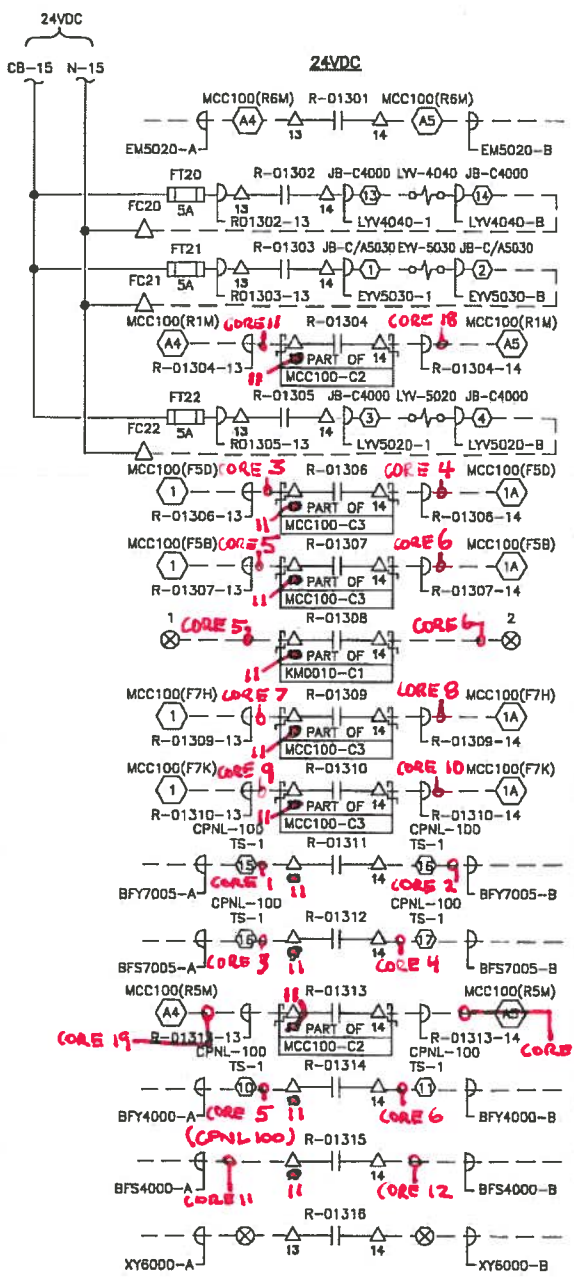 24VDC
CB-15 N-15
24VDC
MCC100(R6M) R-01301 MCC100(R6M)
A4 A5
13 14
EM5020-A EM5020-B
FT20 R-01302 JB-C4000 LYV-4040 JB-C4000
5A 13 14 13 14
FC20 R01302-13 LYV4040-1 LYV4040-B
FT21 R-01303 JB-C/A5030 EYV-5030 JB-C/A5030
5A 13 14 1 2
FC21 R01303-13 EYV5030-1 EYV5030-B
MCC100(R1M) CORE 11 R-01304 CORE 18 MCC100(R1M)
A4 A5
R-01304-13 11 PART OF 14 R-01304-14
MCC100-C2
FT22 R-01305 JB-C4000 LYV-5020 JB-C4000
5A 13 14 3 4
FC22 R01305-13 LYV5020-1 LYV5020-B
MCC100(F5D) CORE 3 R-01306 CORE 4 MCC100(F5D)
1 1A
R-01306-13 11 PART OF 14 R-01306-14
MCC100-C3
MCC100(F5B) CORE 5 R-01307 CORE 6 MCC100(F5B)
1 1A
R-01307-13 11 PART OF 14 R-01307-14
MCC100-C3
1 CORE 5 R-01308 CORE 6 2
11 PART OF 14
KM0010-C1
MCC100(F7H) CORE 7 R-01309 CORE 8 MCC100(F7H)
1 1A
R-01309-13 11 PART OF 14 R-01309-14
MCC100-C3
MCC100(F7K) CORE 9 R-01310 CORE 10 MCC100(F7K)
1 1A
R-01310-13 11 PART OF 14 R-01310-14
MCC100-C3
CPNL-100 R-01311 CPNL-100
TS-1 TS-1
15 16
BFY7005-A CORE 1 11 14 CORE 2 BFY7005-B
CPNL-100 R-01312 CPNL-100
TS-1 TS-1
16 17
BFS7005-A CORE 3 11 14 CORE 4 BFS7005-B
MCC100(R5M) 11 R-01313 MCC100(R5M)
A4 A5
CORE 19 R-01313-13 PART OF 14 R-01313-14 CORE
MCC100-C2
CPNL-100 R-01314 CPNL-100
TS-1 TS-1
10 11
BFY4000-A CORE 5 11 14 CORE 6 BFY4000-B
(CPNL100) R-01315
BFS4000-A CORE 11 11 14 CORE 12 BFS4000-B
R-01316
13 14
XY6000-A XY6000-B